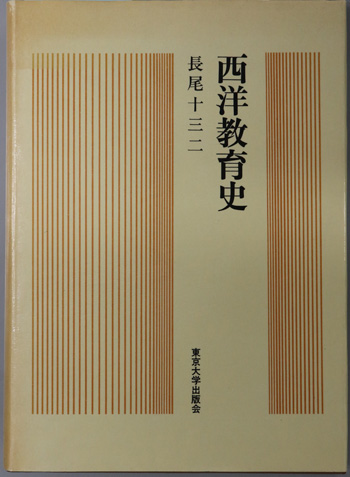 西洋教育史
長尾十三二
東京大学出版会